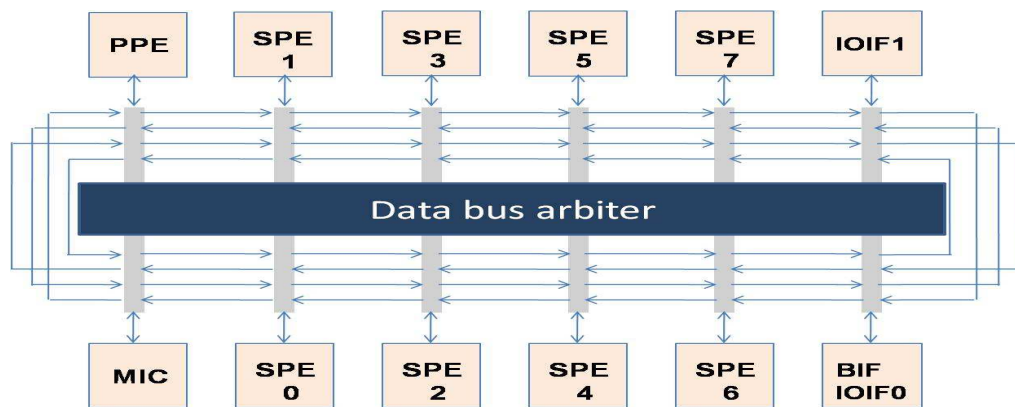 PPE
SPE
1
SPE
3
SPE
5
SPE
7
IOIF1
Data bus arbiter
MIC
SPE
0
SPE
2
SPE
4
SPE
6
BIF
IOIF0